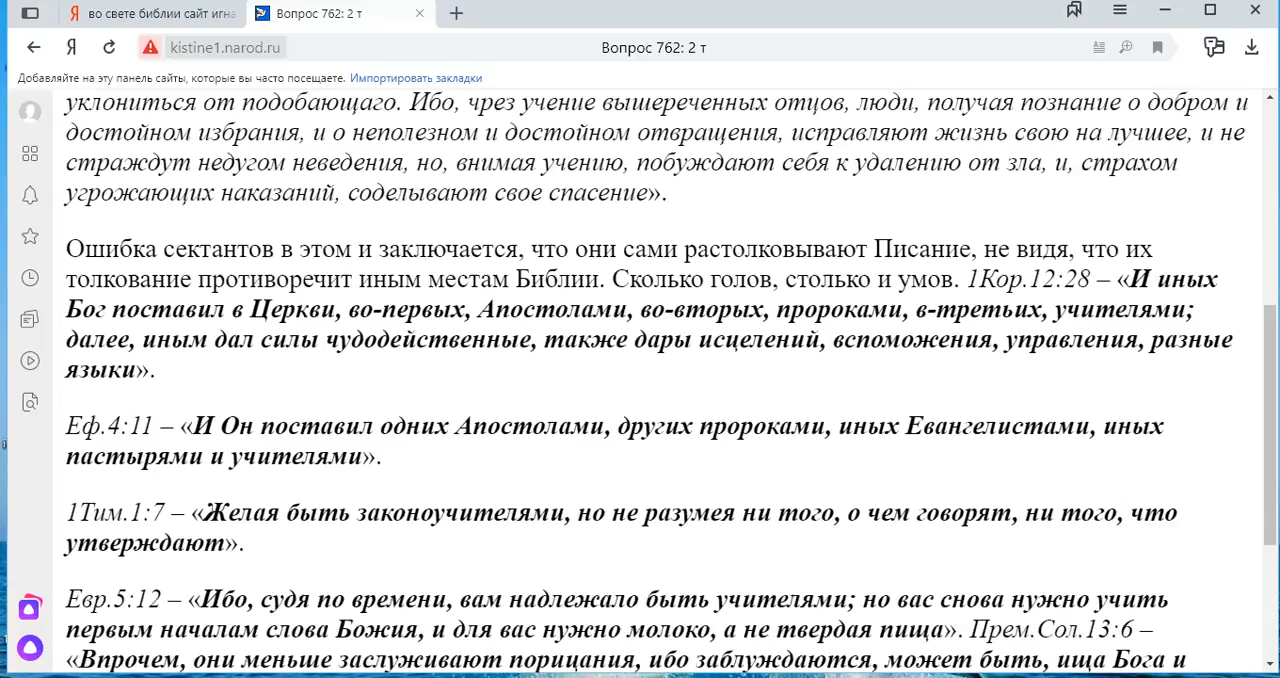 во свете библии сайт игна
Вопрос 762: 2 т
kistine1.narod.ru
Вопрос 762: 2 т
Добавляйте на эту панель сайты, которые вы часто посещаете. Импортировать закладки
уклониться от подобающаго. Ибо, чрез учение вышереченных отцов, люди, получая познание о добром и
достойном избрания, и о неполезном и достойном отвращения, исправляют жизнь свою на лучшее, и не
страждут недугом неведения, но, внимая учению, побуждают себя к удалению от зла, и, страхом
угрожающих наказаний, соделывают свое спасение».
Ошибка сектантов в этом и заключается, что они сами растолковывают Писание, не видя, что их
толкование противоречит иным местам Библии. Сколько голов, столько и умов. 1Кор.12:28 – «И иных
Бог поставил в Церкви, во-первых, Апостолами, во-вторых, пророками, в-третьих, учителями;
далее, иным дал силы чудодейственные, также дары исцелений, вспоможения, управления, разные
языки».
Еф.4:11 – «И Он поставил одних Апостолами, других пророками, иных Евангелистами, иных
пастырями и учителями».
1Тим.1:7 – «Желая быть законоучителями, но не разумея ни того, о чем говорят, ни того, что
утверждают».
Евр.5:12 – «Ибо, судя по времени, вам надлежало быть учителями; но вас снова нужно учить
первым началам слова Божия, и для вас нужно молоко, а не твердая пища». Прем.Сол.13:6 –
«Впрочем, они меньше заслуживают порицания, ибо заблуждаются, может быть, ища Бога и